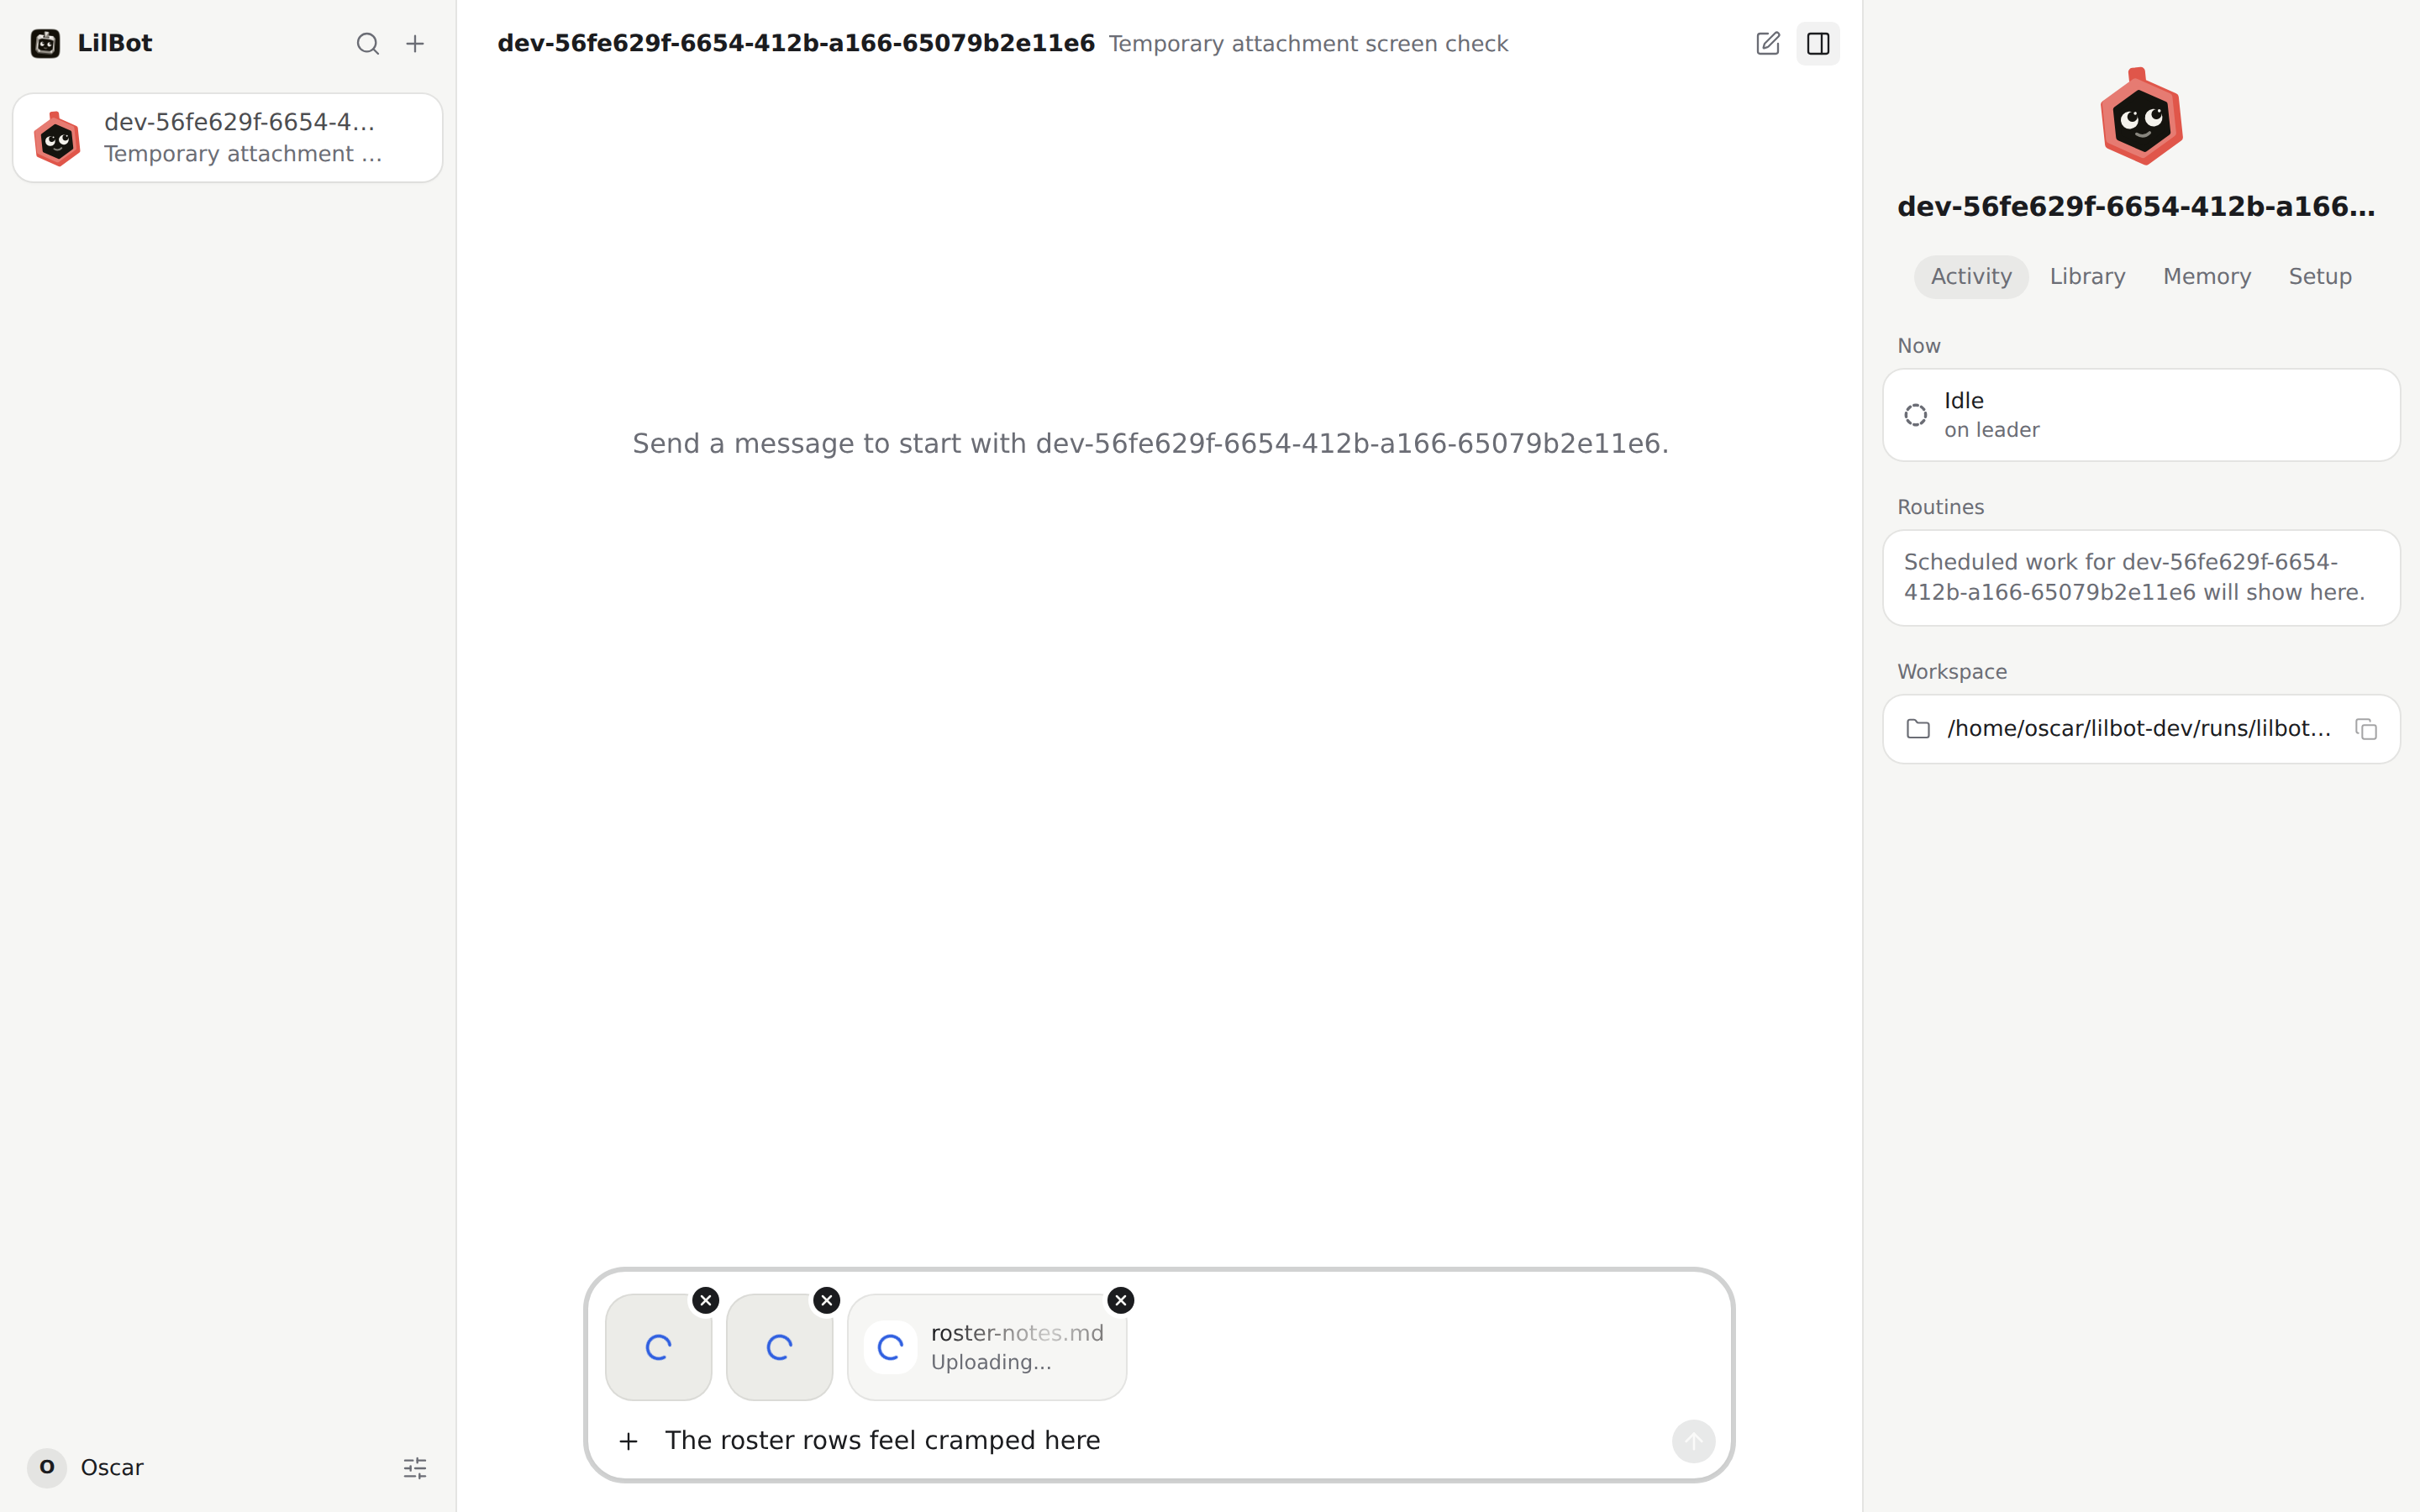 LilBot
dev-56fe629f-6654-4...
Temporary attachment ...
O
Oscar
dev-56fe629f-6654-412b-a166-65079b2e11e6 Temporary attachment screen check
Send a message to start with dev-56fe629f-6654-412b-a166-65079b2e11e6.
roster-notes.md
Uploading...
The roster rows feel cramped here
dev-56fe629f-6654-412b-a166...
Activity Library Memory Setup
Now
Idle
on leader
Routines
Scheduled work for dev-56fe629f-6654-
412b-a166-65079b2e11e6 will show here.
Workspace
/home/oscar/lilbot-dev/runs/lilbot...